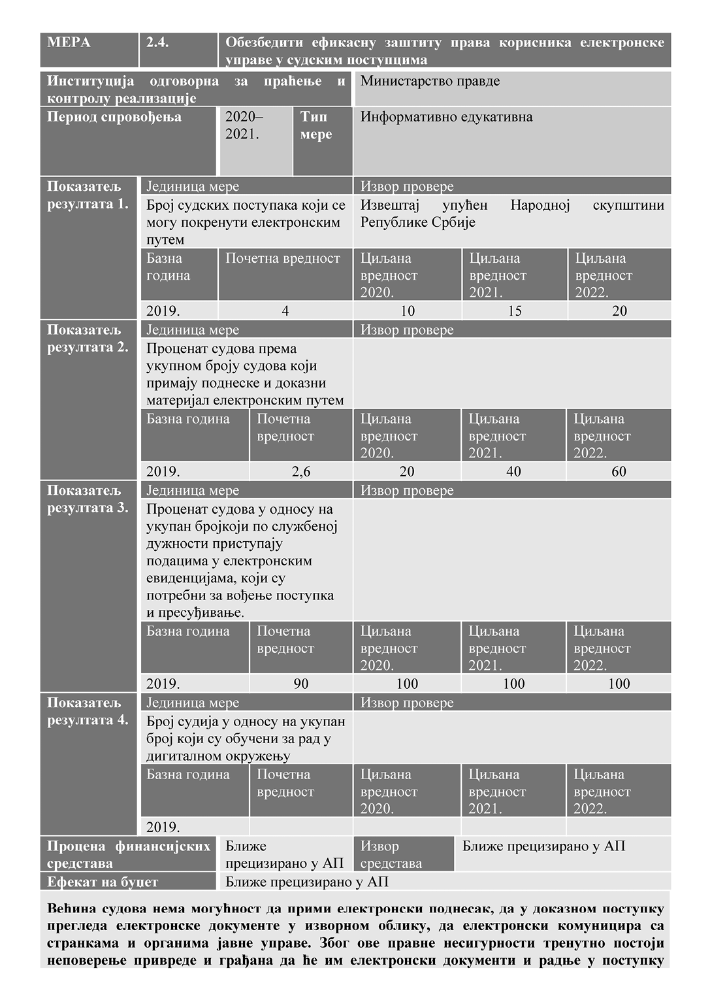 МЕРА 2.4. Обезбедити ефикасну заштиту права корисника електронске
управе у судским поступцима
Институција одговорна за праћење и
контролу реализације
Министарство правде
Период спровођења
2020–
2021.
Тип
мере
Информативно едукативна
Показатељ
резултата 1.
Јединица мере
Извор провере
Број судских поступака који се
могу покренути електронским
путем
Извештај упућен Народној скупштини
Републике Србије
Базна
година
Почетна вредност
Циљана
вредност
2020.
Циљана
вредност
2021.
Циљана
вредност
2022.
2019. 4 10 15 20
Показатељ
резултата 2.
Јединица мере
Извор провере
Проценат судова према
укупном броју судова који
примају поднеске и доказни
материјал електронским путем
Базна година
Почетна
вредност
Циљана
вредност
2020.
Циљана
вредност
2021.
Циљана
вредност
2022.
2019. 2,6 20 40 60
Показатељ
резултата 3.
Јединица мере
Извор провере
Проценат судова у односу на
укупан бројкоји по службеној
дужности приступају
подацима у електронским
евиденцијама, који су
потребни за вођење поступка
и пресуђивање.
Базна година
Почетна
вредност
Циљана
вредност
2020.
Циљана
вредност
2021.
Циљана
вредност
2022.
2019. 90 100 100 100
Показатељ
резултата 4.
Јединица мере
Извор провере
Број судија у односу на укупан
број који су обучени за рад у
дигиталном окружењу
Базна година
Почетна
вредност
Циљана
вредност
2020.
Циљана
вредност
2021.
Циљана
вредност
2022.
2019.
Процена финансијских
средстава
Ближе
прецизирано у АП
Извор
средстава
Ближе прецизирано у АП
Ефекат на буџет
Ближе прецизирано у АП
Већина судова нема могућност да прими електронски поднесак, да у доказном поступку
прегледа електронске документе у изворном облику, да електронски комуницира са
странкама и органима јавне управе. Због ове правне несигурности тренутно постоји
неповерење привреде и грађана да ће им електронски документи и радње у поступку